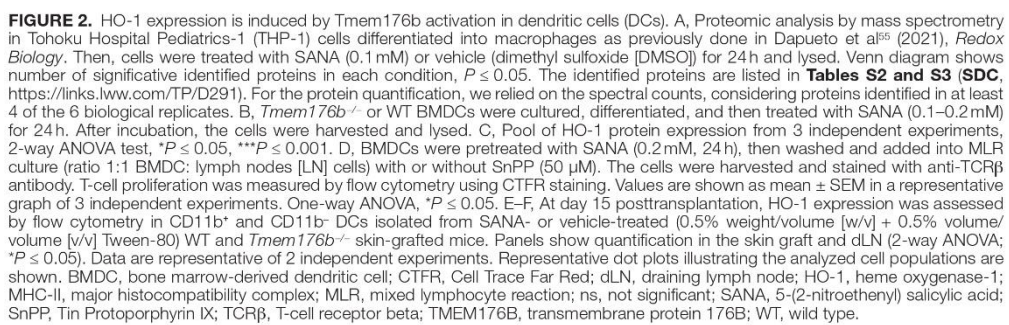 FIGURE 2. HO-1 expression is induced by Tmem176b activation in dendritic cells (DCs). A, Proteomic analysis by mass spectrometry
in Tohoku Hospital Pediatrics-1 (THP-1) cells differentiated into macrophages as previously done in Dapueto et al⁵⁵ (2021), Redox
Biology. Then, cells were treated with SANA (0.1 mM) or vehicle (dimethyl sulfoxide [DMSO]) for 24 h and lysed. Venn diagram shows
number of significative identified proteins in each condition, P ≤ 0.05. The identified proteins are listed in Tables S2 and S3 (SDC,
https://links.lww.com/TP/D291). For the protein quantification, we relied on the spectral counts, considering proteins identified in at least
4 of the 6 biological replicates. B, Tmem176b⁻/⁻ or WT BMDCs were cultured, differentiated, and then treated with SANA (0.1–0.2 mM)
for 24 h. After incubation, the cells were harvested and lysed. C, Pool of HO-1 protein expression from 3 independent experiments,
2-way ANOVA test, *P ≤ 0.05, ***P ≤ 0.001. D, BMDCs were pretreated with SANA (0.2 mM, 24 h), then washed and added into MLR
culture (ratio 1:1 BMDC: lymph nodes [LN] cells) with or without SnPP (50 μM). The cells were harvested and stained with anti-TCRβ
antibody. T-cell proliferation was measured by flow cytometry using CTFR staining. Values are shown as mean ± SEM in a representative
graph of 3 independent experiments. One-way ANOVA, *P ≤ 0.05. E–F, At day 15 posttransplantation, HO-1 expression was assessed
by flow cytometry in CD11b⁺ and CD11b⁻ DCs isolated from SANA- or vehicle-treated (0.5% weight/volume [w/v] + 0.5% volume/
volume [v/v] Tween-80) WT and Tmem176b⁻/⁻ skin-grafted mice. Panels show quantification in the skin graft and dLN (2-way ANOVA;
*P ≤ 0.05). Data are representative of 2 independent experiments. Representative dot plots illustrating the analyzed cell populations are
shown. BMDC, bone marrow-derived dendritic cell; CTFR, Cell Trace Far Red; dLN, draining lymph node; HO-1, heme oxygenase-1;
MHC-II, major histocompatibility complex; MLR, mixed lymphocyte reaction; ns, not significant; SANA, 5-(2-nitroethenyl) salicylic acid;
SnPP, Tin Protoporphyrin IX; TCRβ, T-cell receptor beta; TMEM176B, transmembrane protein 176B; WT, wild type.